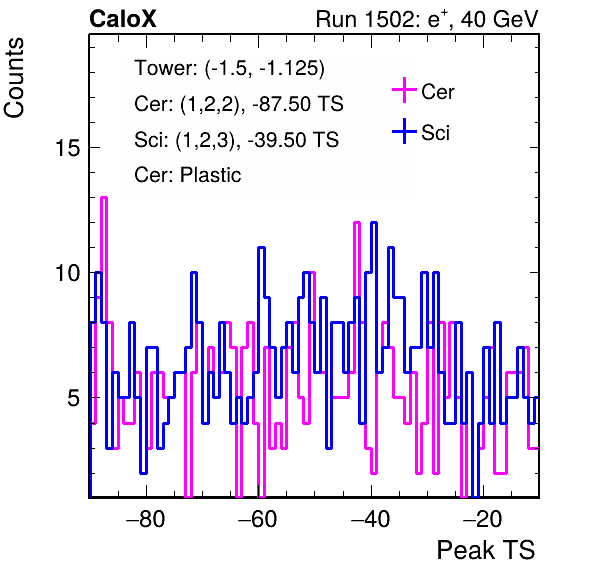 CaloX
Run 1502: e⁺, 40 GeV
Counts
Tower: (-1.5, -1.125)
Cer: (1,2,2), -87.50 TS
Sci: (1,2,3), -39.50 TS
Cer: Plastic
Cer
Sci
15
10
5
−80
−60
−40
−20
Peak TS